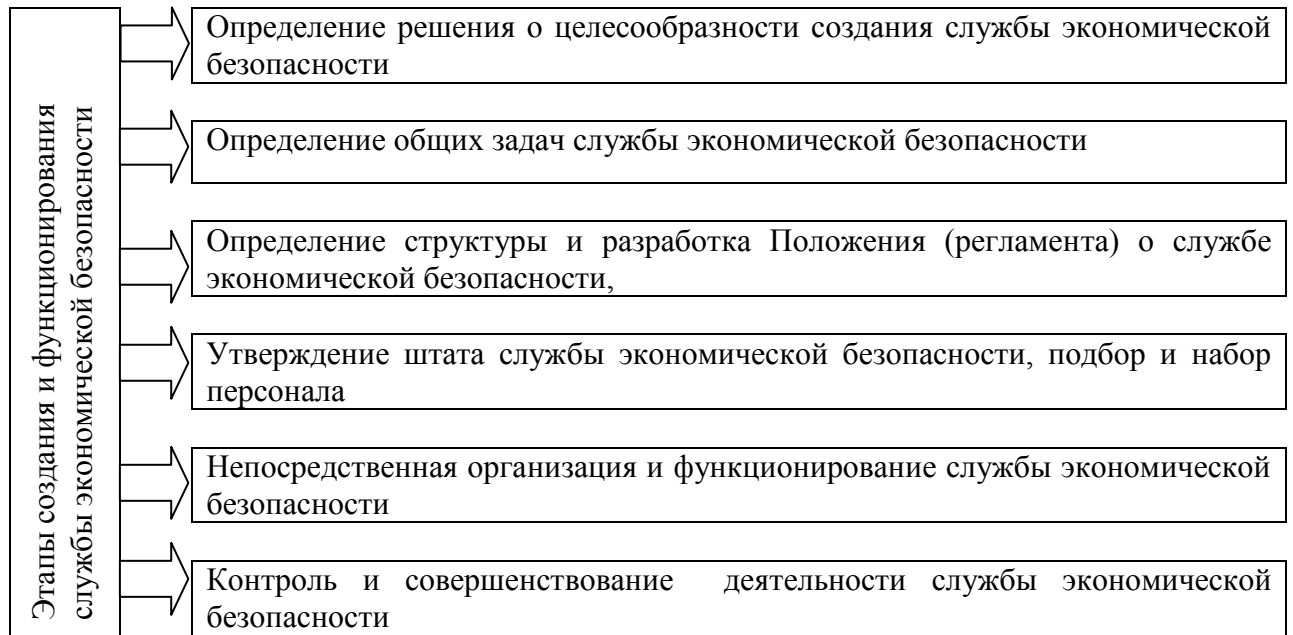 Этапы создания и функционирования
службы экономической безопасности
Определение решения о целесообразности создания службы экономической
безопасности
Определение общих задач службы экономической безопасности
Определение структуры и разработка Положения (регламента) о службе
экономической безопасности,
Утверждение штата службы экономической безопасности, подбор и набор
персонала
Непосредственная организация и функционирование службы экономической
безопасности
Контроль и совершенствование деятельности службы экономической
безопасности